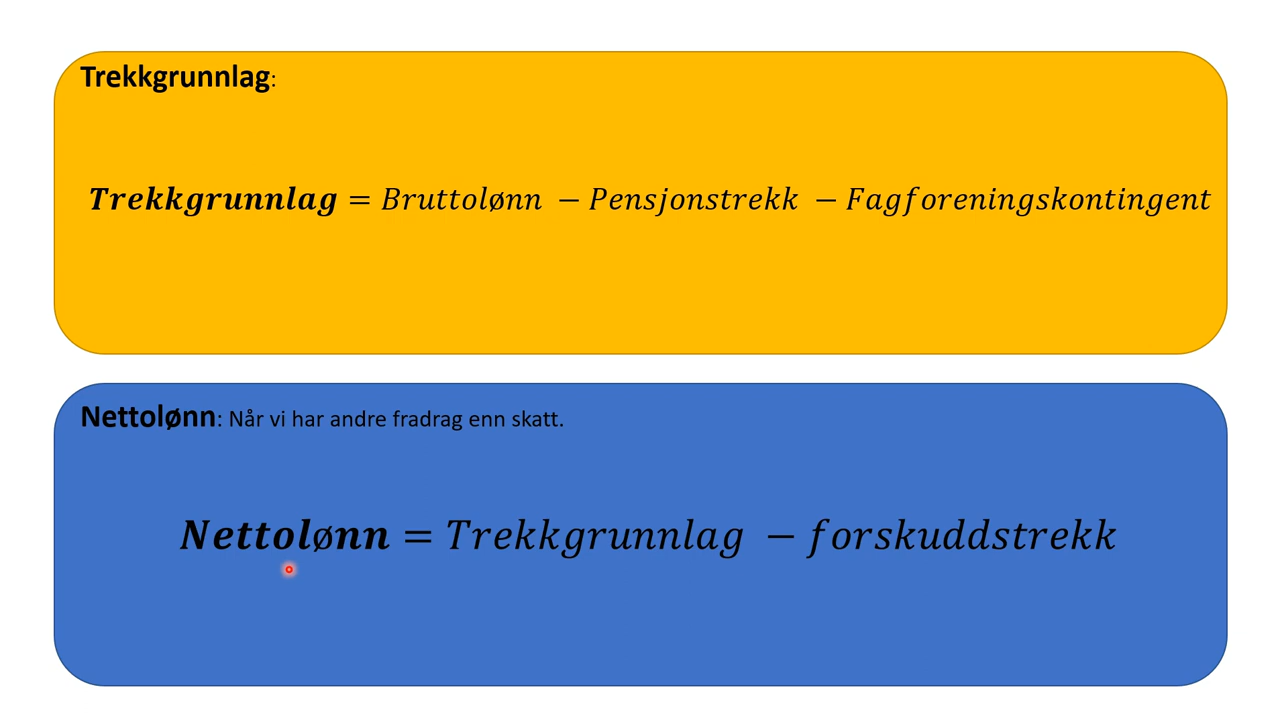 Trekkgrunnlag:
Trekkgrunnlag = Bruttolønn − Pensjonstrekk − Fagforeningskontingent
Nettolønn: Når vi har andre fradrag enn skatt.
Nettolønn = Trekkgrunnlag − forskuddstrekk